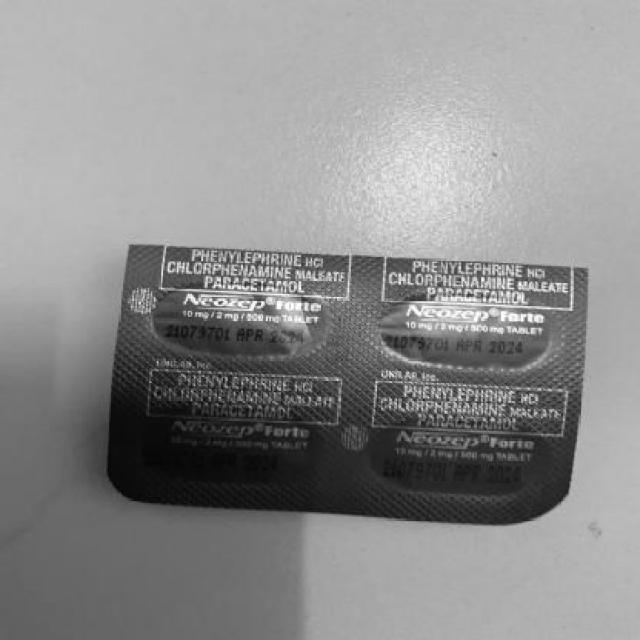 PHENYLEPHRINE HCl
CHLORPHENAMINE MALEATE
PARACETAMOL
Neozep® Forte
10 mg / 2 mg / 500 mg TABLET
21073701 APR 2024
UNILAB, Inc.
PHENYLEPHRINE HCl
CHLORPHENAMINE MALEATE
PARACETAMOL
Neozep® Forte
10 mg / 2 mg / 500 mg TABLET
APR 2024
PHENYLEPHRINE HCl
CHLORPHENAMINE MALEATE
PARACETAMOL
Neozep® Forte
10 mg / 2 mg / 500 mg TABLET
21073701 APR 2024
UNILAB, Inc.
PHENYLEPHRINE HCl
CHLORPHENAMINE MALEATE
PARACETAMOL
Neozep® Forte
10 mg / 2 mg / 500 mg TABLET
21073701 APR 2024